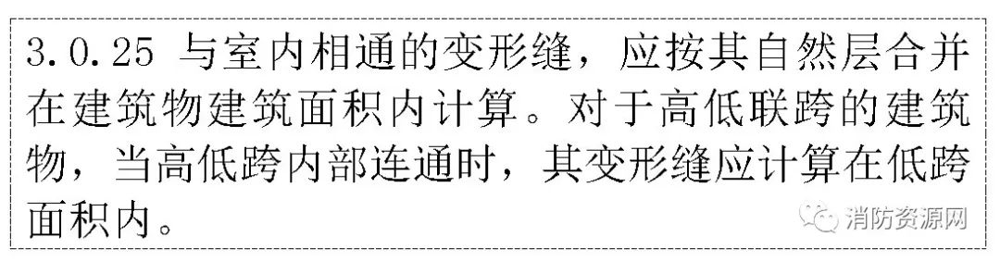 3.0.25 与室内相通的变形缝，应按其自然层合并
在建筑物建筑面积内计算。对于高低联跨的建筑
物，当高低跨内部连通时，其变形缝应计算在低跨
面积内。
消防资源网